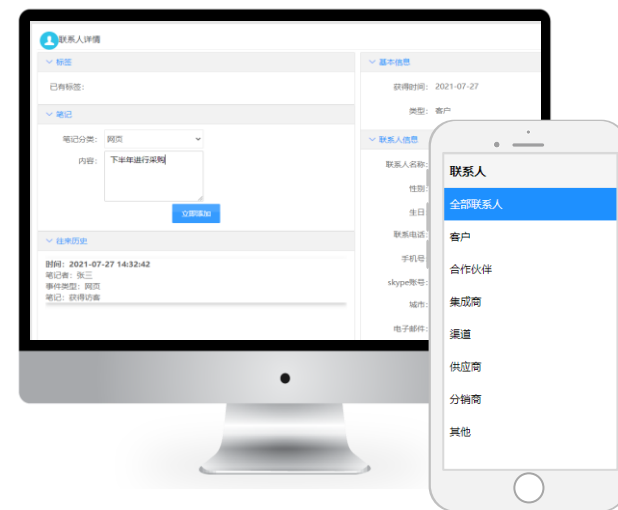 联系人详情
标签
已有标签:
笔记
笔记分类: 网页
内容: 下半年进行采购
立即添加
往来历史
时间: 2021-07-27 14:32:42
笔记者: 张三
事件类型: 网页
笔记: 获得访客
基本信息
获得时间: 2021-07-27
类型: 客户
联系人信息
联系人名称:
性别:
生日
联系电话:
手机号
skype账号:
城市:
电子邮件:
联系人
全部联系人
客户
合作伙伴
集成商
渠道
供应商
分销商
其他